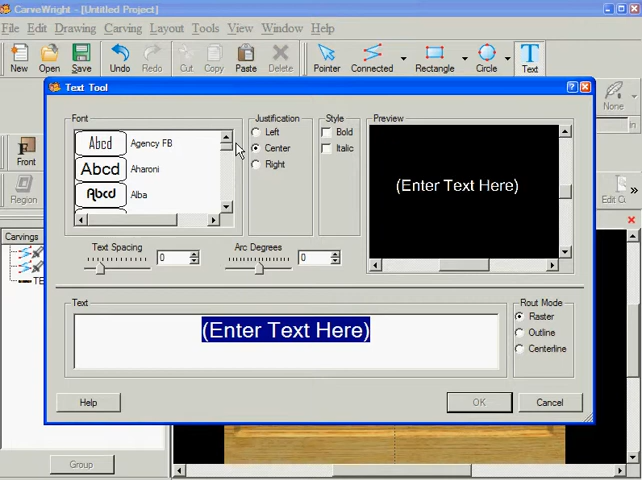 CarveWright - [Untitled Project]
File Edit Drawing Carving Layout Tools View Window Help
New Open Save Undo Redo Cut Copy Paste Delete Pointer Connected Rectangle Circle T Text
Text Tool
None
Font Justification Style Preview
Abcd Agency FB
Abcd Aharoni
Abcd Alba
Left
Center
Right
Bold
Italic
(Enter Text Here)
Front
Region
Edit
Carvings
Text Spacing 0 Arc Degrees 0
Text
(Enter Text Here)
Rout Mode
Raster
Outline
Centerline
Help OK Cancel
Group